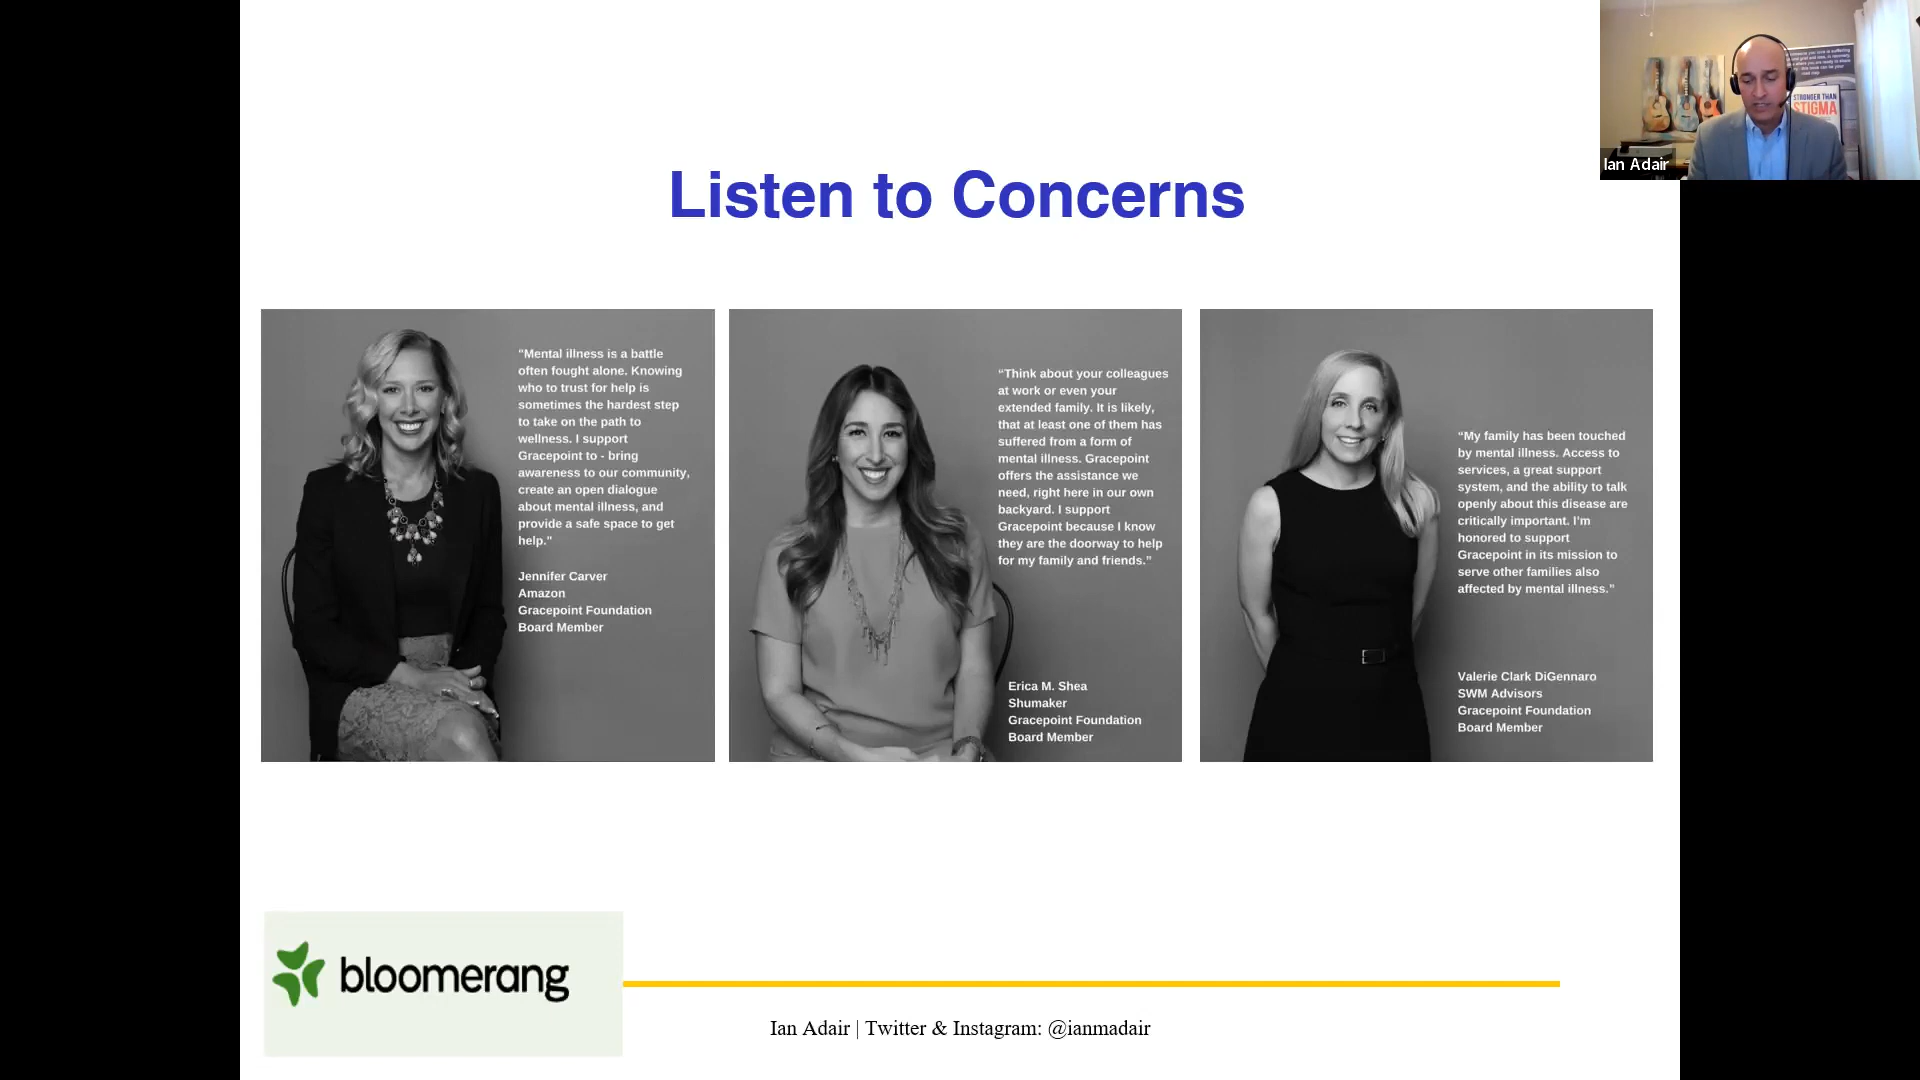 Listen to Concerns
"Mental illness is a battle
often fought alone. Knowing
who to trust for help is
sometimes the hardest step
to take on the path to
wellness. I support
Gracepoint to - bring
awareness to our community,
create an open dialogue
about mental illness, and
provide a safe space to get
help."
Jennifer Carver
Amazon
Gracepoint Foundation
Board Member
“Think about your colleagues
at work or even your
extended family. It is likely,
that at least one of them has
suffered from a form of
mental illness. Gracepoint
offers the assistance we
need, right here in our own
backyard. I support
Gracepoint because I know
they are the doorway to help
for my family and friends.”
Erica M. Shea
Shumaker
Gracepoint Foundation
Board Member
“My family has been touched
by mental illness. Access to
services, a great support
system, and the ability to talk
openly about this disease are
critically important. I'm
honored to support
Gracepoint in its mission to
serve other families also
affected by mental illness."
Valerie Clark DiGennaro
SWM Advisors
Gracepoint Foundation
Board Member
STRONGER THAN
STIGMA
Ian Adair
bloomerang
Ian Adair | Twitter & Instagram: @ianmadair